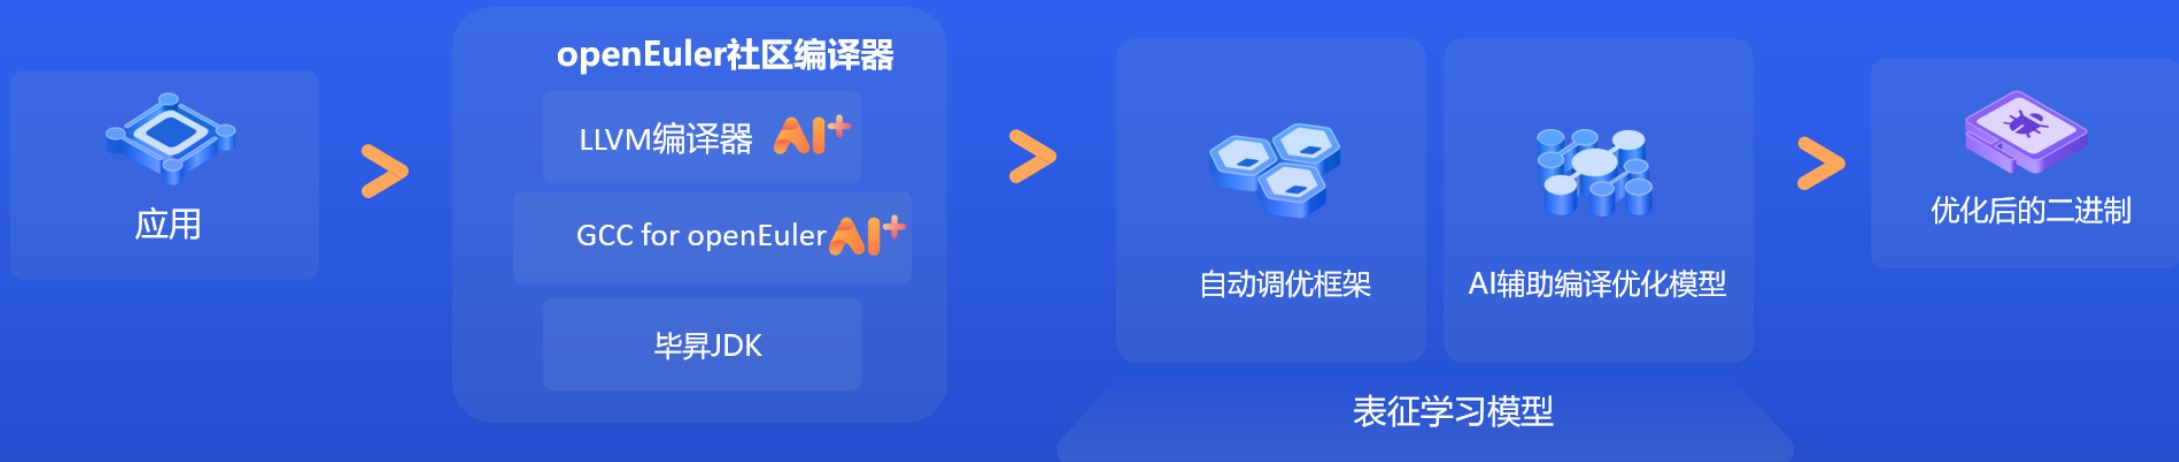 应用
openEuler社区编译器
LLVM编译器 AI+
GCC for openEuler AI+
毕昇JDK
自动调优框架
AI辅助编译优化模型
表征学习模型
优化后的二进制